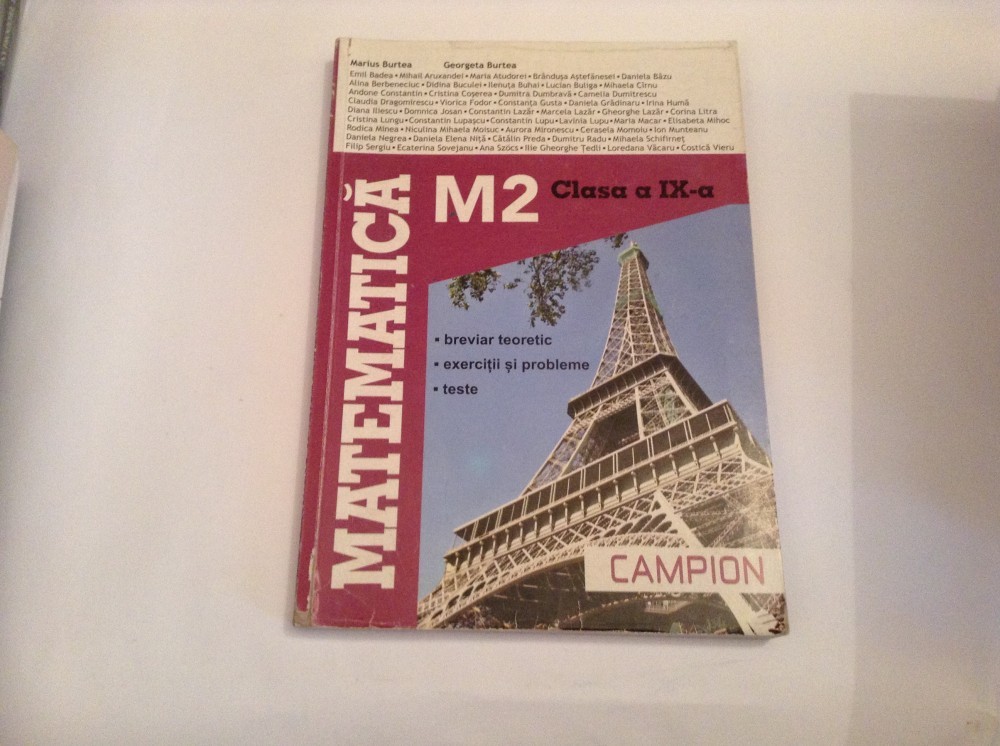 Marius Burtea Georgeta Burtea
Emil Badea • Mihail Aruxandei • Maria Atudorei • Brândușa Aștefănesei • Daniela Bâzu
Alina Berbeneciuc • Didina Buculei • Ilenuța Buhai • Lucian Buliga • Mihaela Cîrnu
Andone Constantin • Cristina Coșerea • Dumitra Dumbravă • Camelia Dumitrescu
Claudia Dragomirescu • Viorica Fodor • Constanța Gusta • Daniela Grădinaru • Irina Humă
Diana Iliescu • Domnica Josan • Constantin Lazăr • Marcela Lazăr • Gheorghe Lazăr • Corina Litra
Cristina Lungu • Constantin Lupașcu • Constantin Lupu • Lavinia Lupu • Maria Macar • Elisabeta Mihoc
Rodica Minea • Niculina Mihaela Moisuc • Aurora Mironescu • Cerasela Momoiu • Ion Munteanu
Daniela Negrea • Daniela Elena Niță • Cătălin Preda • Dumitru Radu • Mihaela Schifirneț
Filip Sergiu • Ecaterina Sovejanu • Ana Szöcs • Ilie Gheorghe Țedli • Loredana Văcaru • Costică Vieru
MATEMATICĂ
M2 Clasa a IX-a
▪ breviar teoretic
▪ exerciții și probleme
▪ teste
CAMPION